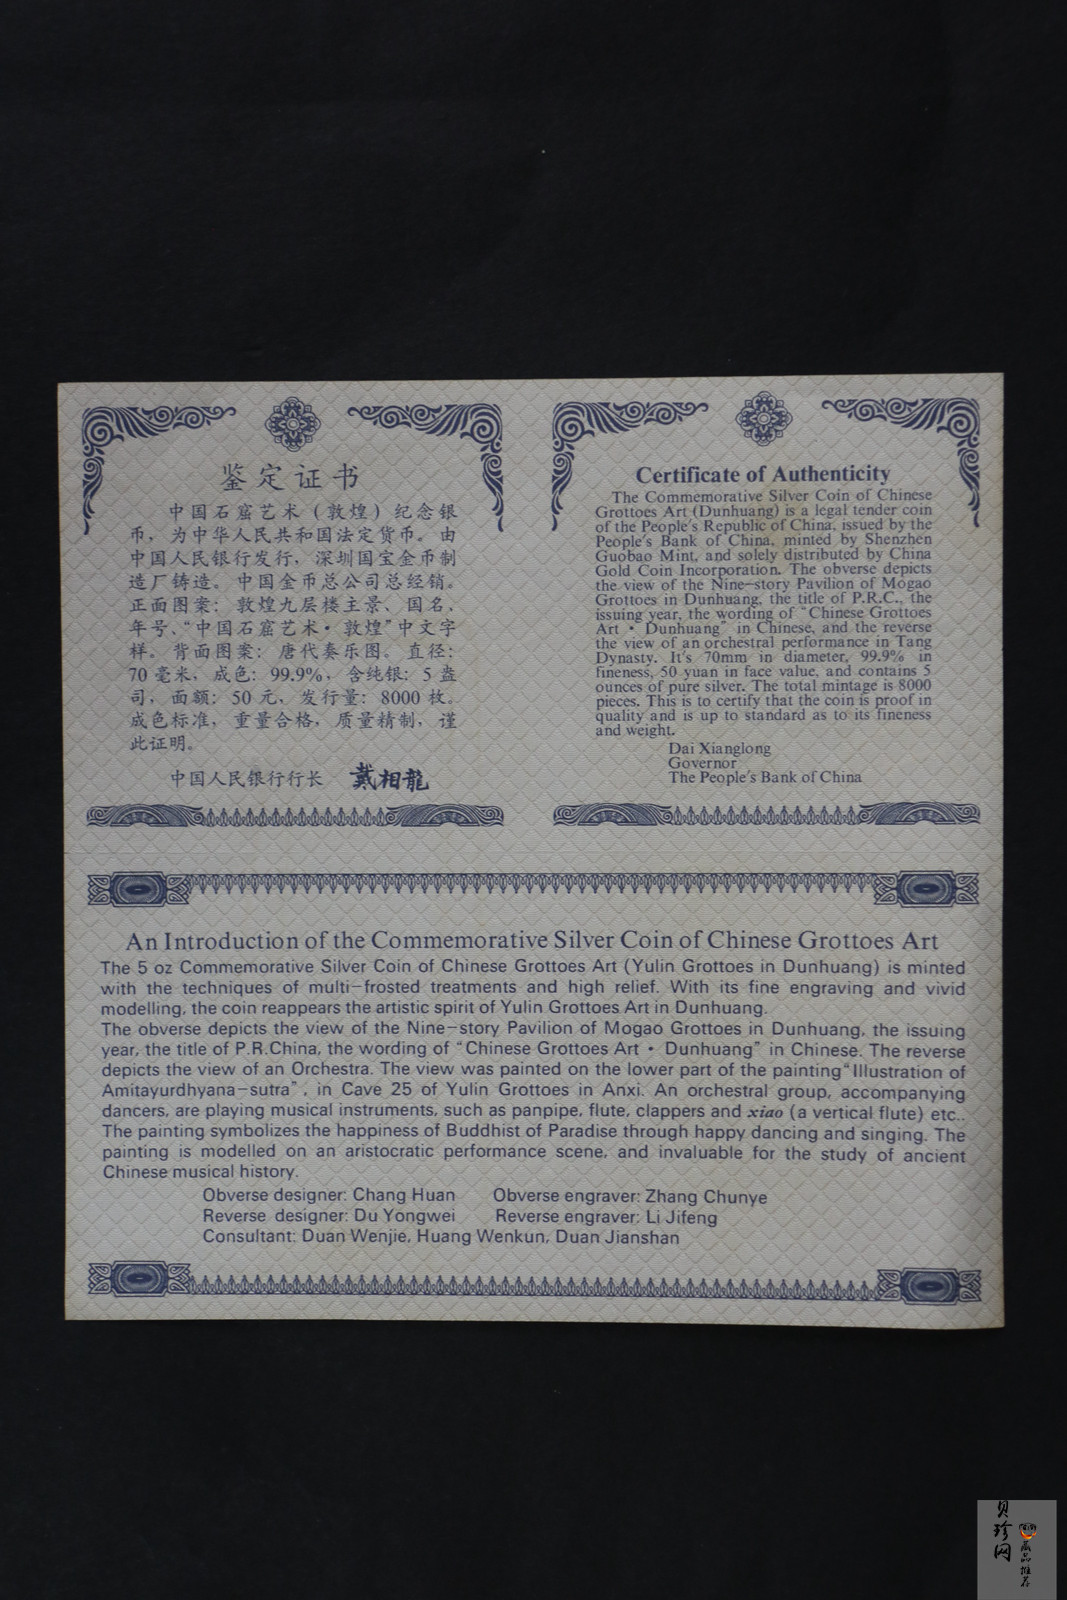 鉴定证书
中国石窟艺术（敦煌）纪念银
币，为中华人民共和国法定货币。由
中国人民银行发行，深圳国宝金币制
造厂铸造。中国金币总公司总经销。
正面图案：敦煌九层楼主景、国名、
年号、“中国石窟艺术·敦煌”中文字
样。背面图案：唐代奏乐图。直径：
70毫米，成色：99.9%，含纯银：5盎
司，面额：50元，发行量：8000枚。
成色标准，重量合格，质量精制，谨
此证明。
中国人民银行行长 戴相龍
Certificate of Authenticity
The Commemorative Silver Coin of Chinese
Grottoes Art (Dunhuang) is a legal tender coin
of the People's Republic of China, issued by the
People's Bank of China, minted by Shenzhen
Guobao Mint, and solely distributed by China
Gold Coin Incorporation. The obverse depicts
the view of the Nine-story Pavilion of Mogao
Grottoes in Dunhuang, the title of P.R.C., the
issuing year, the wording of “Chinese Grottoes
Art · Dunhuang” in Chinese, and the reverse
the view of an orchestral performance in Tang
Dynasty. It's 70mm in diameter, 99.9% in
fineness, 50 yuan in face value, and contains 5
ounces of pure silver. The total mintage is 8000
pieces. This is to certify that the coin is proof in
quality and is up to standard as to its fineness
and weight.
Dai Xianglong
Governor
The People's Bank of China
An Introduction of the Commemorative Silver Coin of Chinese Grottoes Art
The 5 oz Commemorative Silver Coin of Chinese Grottoes Art (Yulin Grottoes in Dunhuang) is minted
with the techniques of multi-frosted treatments and high relief. With its fine engraving and vivid
modelling, the coin reappears the artistic spirit of Yulin Grottoes Art in Dunhuang.
The obverse depicts the view of the Nine-story Pavilion of Mogao Grottoes in Dunhuang, the issuing
year, the title of P.R.China, the wording of “Chinese Grottoes Art · Dunhuang” in Chinese. The reverse
depicts the view of an Orchestra. The view was painted on the lower part of the painting“Illustration of
Amitayurdhyana-sutra”, in Cave 25 of Yulin Grottoes in Anxi. An orchestral group, accompanying
dancers, are playing musical instruments, such as panpipe, flute, clappers and xiao (a vertical flute) etc..
The painting symbolizes the happiness of Buddhist of Paradise through happy dancing and singing. The
painting is modelled on an aristocratic performance scene, and invaluable for the study of ancient
Chinese musical history.
Obverse designer: Chang Huan Obverse engraver: Zhang Chunye
Reverse designer: Du Yongwei Reverse engraver: Li Jifeng
Consultant: Duan Wenjie, Huang Wenkun, Duan Jianshan
贝珍网
藏品推荐